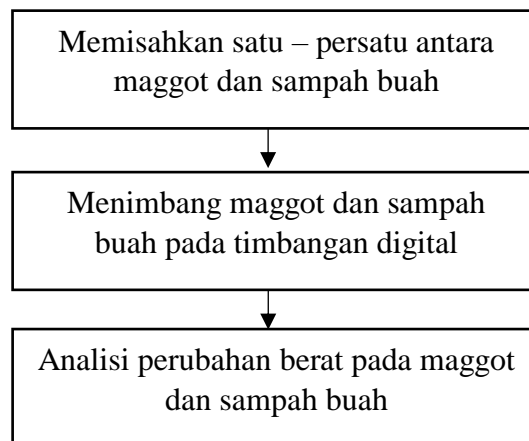 Memisahkan satu – persatu antara
maggot dan sampah buah
Menimbang maggot dan sampah
buah pada timbangan digital
Analisi perubahan berat pada maggot
dan sampah buah